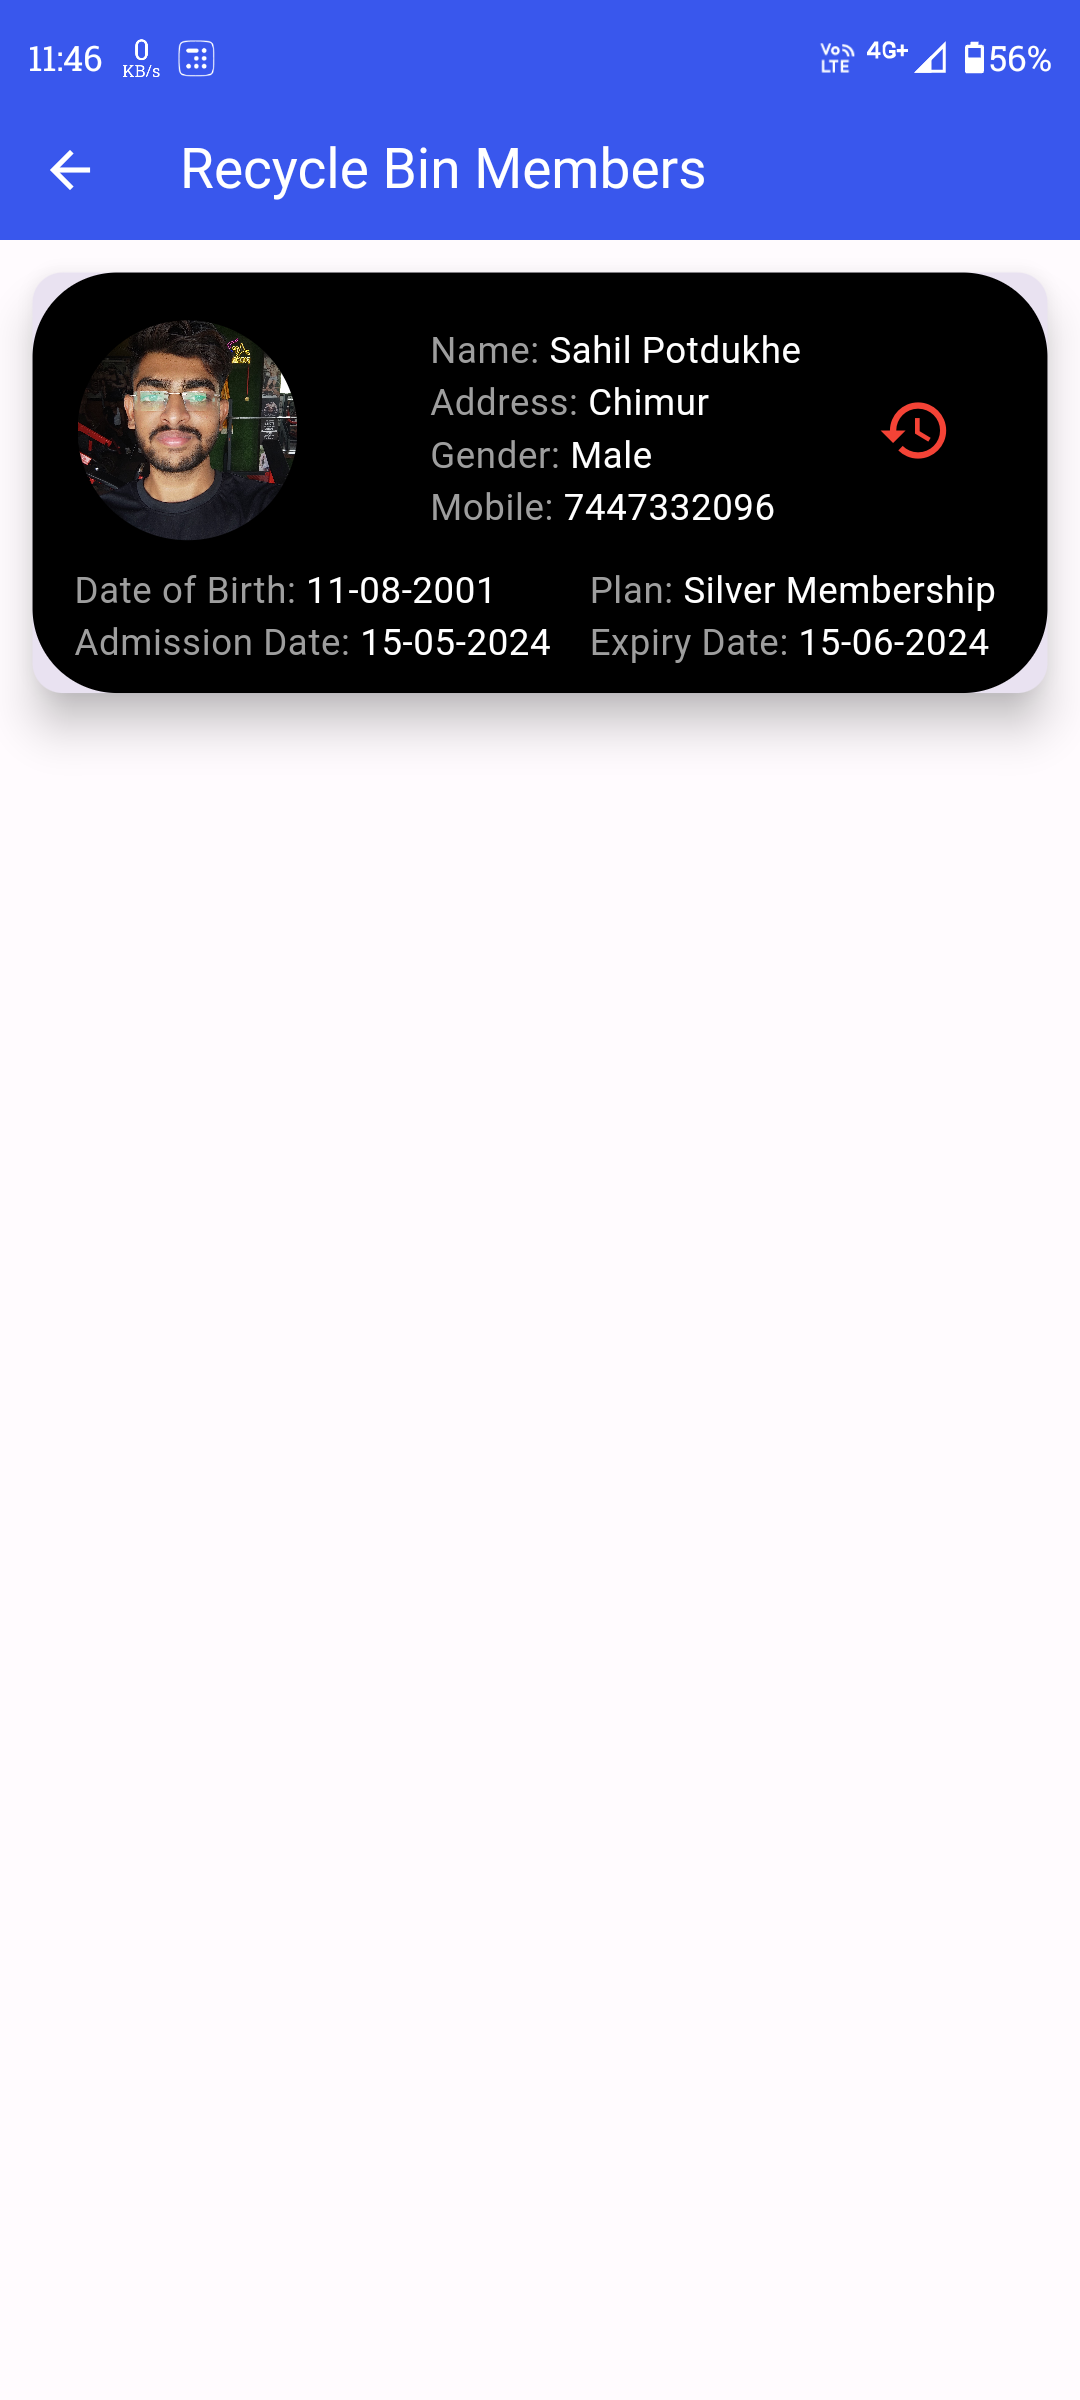 11:46 0 KB/s Vo LTE 4G+ 56%
Recycle Bin Members
Name: Sahil Potdukhe
Address: Chimur
Gender: Male
Mobile: 7447332096
Date of Birth: 11-08-2001 Plan: Silver Membership
Admission Date: 15-05-2024 Expiry Date: 15-06-2024